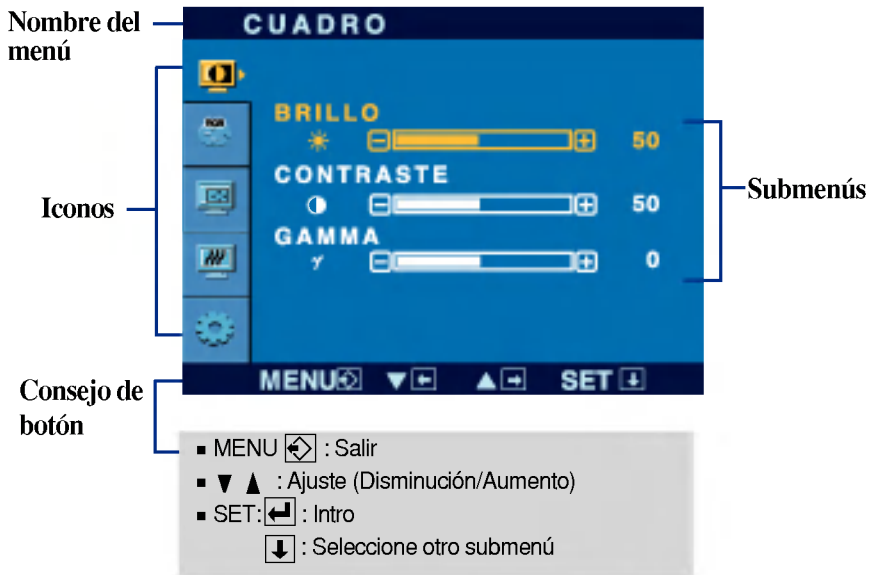 Nombre del menú
CUADRO
RGB
BRILLO
50
CONTRASTE
50
GAMMA
γ
0
Iconos
Submenús
MENU ▼ ▲ SET
Consejo de botón
■ MENU : Salir
■ ▼ ▲ : Ajuste (Disminución/Aumento)
■ SET: : Intro
: Seleccione otro submenú